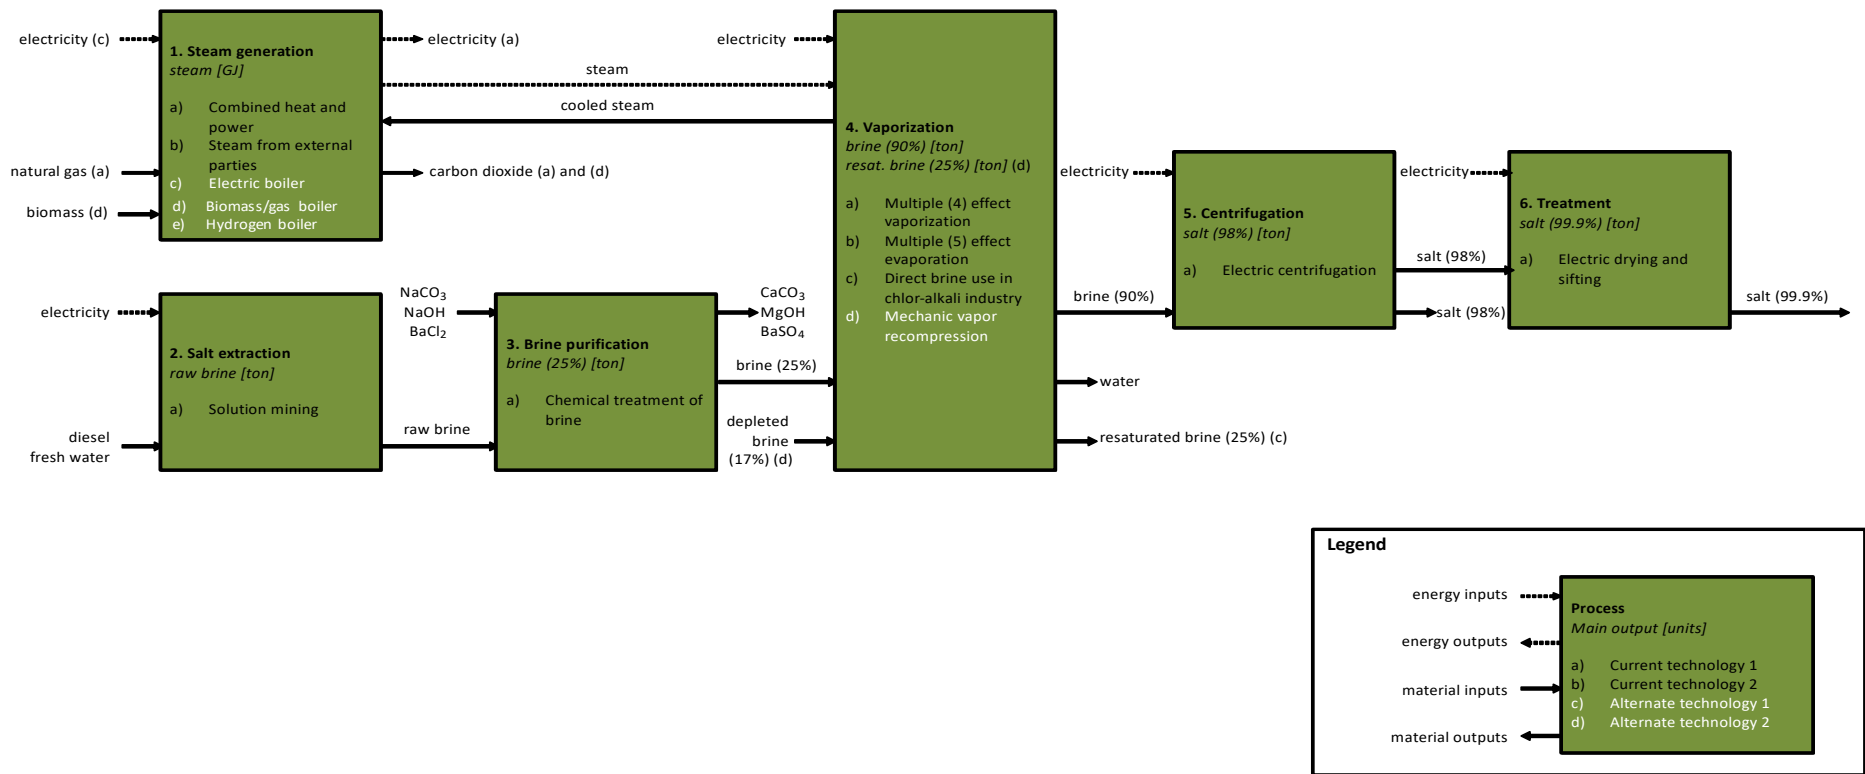 electricity (c)
natural gas (a)
biomass (d)
1. Steam generation
steam [GJ]
a) Combined heat and
power
b) Steam from external
parties
c) Electric boiler
d) Biomass/gas boiler
e) Hydrogen boiler
electricity (a)
steam
cooled steam
carbon dioxide (a) and (d)
electricity
diesel
fresh water
2. Salt extraction
raw brine [ton]
a) Solution mining
raw brine
NaCO3
NaOH
BaCl2
3. Brine purification
brine (25%) [ton]
a) Chemical treatment of
brine
CaCO3
MgOH
BaSO4
brine (25%)
depleted
brine
(17%) (d)
electricity
4. Vaporization
brine (90%) [ton]
resat. brine (25%) [ton] (d)
a) Multiple (4) effect
vaporization
b) Multiple (5) effect
evaporation
c) Direct brine use in
chlor-alkali industry
d) Mechanic vapor
recompression
brine (90%)
water
resaturated brine (25%) (c)
electricity
5. Centrifugation
salt (98%) [ton]
a) Electric centrifugation
salt (98%)
salt (98%)
electricity
6. Treatment
salt (99.9%) [ton]
a) Electric drying and
sifting
salt (99.9%)
Legend
energy inputs
energy outputs
material inputs
material outputs
Process
Main output [units]
a) Current technology 1
b) Current technology 2
c) Alternate technology 1
d) Alternate technology 2